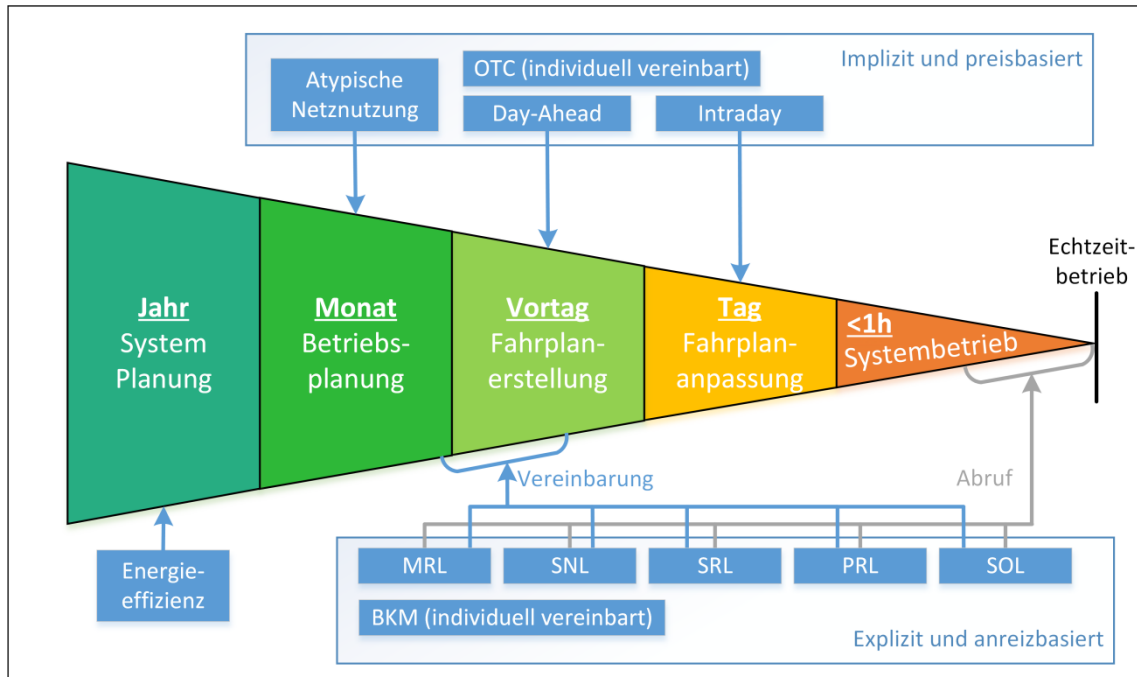 Implizit und preisbasiert
Atypische
Netznutzung
OTC (individuell vereinbart)
Day-Ahead
Intraday
Echtzeit-
betrieb
Jahr
System
Planung
Monat
Betriebs-
planung
Vortag
Fahrplan-
erstellung
Tag
Fahrplan-
anpassung
<1h
Systembetrieb
Vereinbarung
Abruf
Energie-
effizienz
MRL
SNL
SRL
PRL
SOL
BKM (individuell vereinbart)
Explizit und anreizbasiert